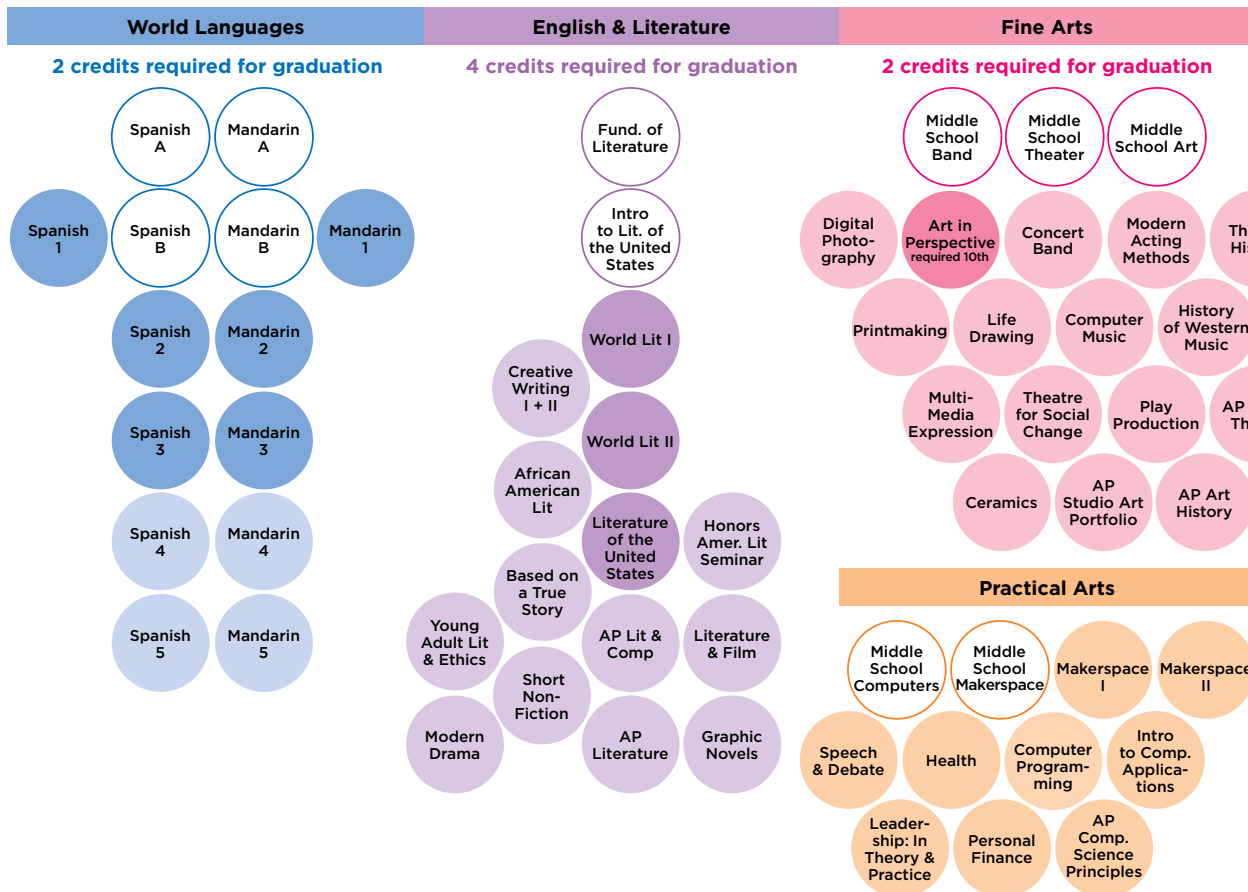 World Languages
2 credits required for graduation
Spanish
A
Mandarin
A
Spanish
1
Spanish
B
Mandarin
B
Mandarin
1
Spanish
2
Mandarin
2
Spanish
3
Mandarin
3
Spanish
4
Mandarin
4
Spanish
5
Mandarin
5
English & Literature
4 credits required for graduation
Fund. of
Literature
Intro
to Lit. of
the United
States
World Lit I
Creative
Writing
I + II
World Lit II
African
American
Lit
Literature
of the
United
States
Honors
Amer. Lit
Seminar
Based on
a True
Story
Young
Adult Lit
& Ethics
AP Lit &
Comp
Literature
& Film
Short
Non-
Fiction
Modern
Drama
AP
Literature
Graphic
Novels
Fine Arts
2 credits required for graduation
Middle
School
Band
Middle
School
Theater
Middle
School Art
Digital
Photo-
graphy
Art in
Perspective
required 10th
Concert
Band
Modern
Acting
Methods
Printmaking
Life
Drawing
Computer
Music
History
of Western
Music
Multi-
Media
Expression
Theatre
for Social
Change
Play
Production
AP
Ceramics
AP
Studio Art
Portfolio
AP Art
History
Practical Arts
Middle
School
Computers
Middle
School
Makerspace
Makerspace
I
Makerspace
II
Speech
& Debate
Health
Computer
Program-
ming
Intro
to Comp.
Applica-
tions
Leader-
ship: In
Theory &
Practice
Personal
Finance
AP
Comp.
Science
Principles